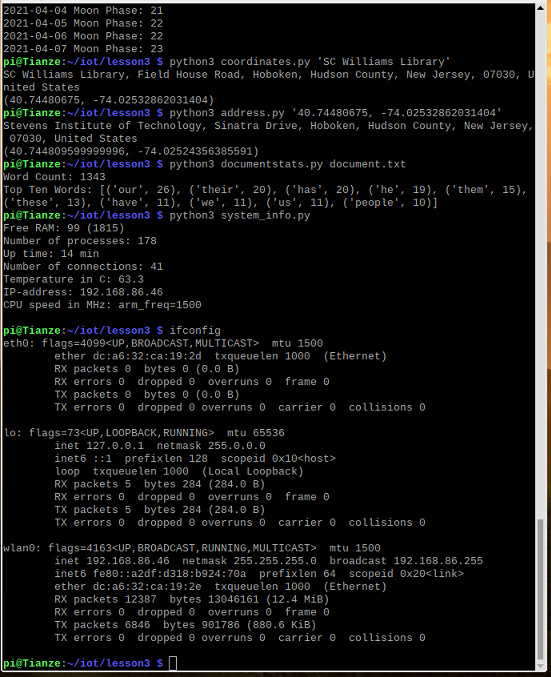 2021-04-04 Moon Phase: 21
2021-04-05 Moon Phase: 22
2021-04-06 Moon Phase: 22
2021-04-07 Moon Phase: 23
pi@Tianze:~/iot/lesson3 $ python3 coordinates.py 'SC Williams Library'
SC Williams Library, Field House Road, Hoboken, Hudson County, New Jersey, 07030, U
nited States
(40.74480675, -74.02532862031404)
pi@Tianze:~/iot/lesson3 $ python3 address.py '40.74480675, -74.02532862031404'
Stevens Institute of Technology, Sinatra Drive, Hoboken, Hudson County, New Jersey,
 07030, United States
(40.744809599999996, -74.02524356385591)
pi@Tianze:~/iot/lesson3 $ python3 documentstats.py document.txt
Word Count: 1343
Top Ten Words: [('our', 26), ('their', 20), ('has', 20), ('he', 19), ('them', 15),
('these', 13), ('have', 11), ('we', 11), ('us', 11), ('people', 10)]
pi@Tianze:~/iot/lesson3 $ python3 system_info.py
Free RAM: 99 (1815)
Number of processes: 178
Up time: 14 min
Number of connections: 41
Temperature in C: 63.3
IP-address: 192.168.86.46
CPU speed in MHz: arm_freq=1500
pi@Tianze:~/iot/lesson3 $ ifconfig
eth0: flags=4099<UP,BROADCAST,MULTICAST>  mtu 1500
        ether dc:a6:32:ca:19:2d  txqueuelen 1000  (Ethernet)
        RX packets 0  bytes 0 (0.0 B)
        RX errors 0  dropped 0  overruns 0  frame 0
        TX packets 0  bytes 0 (0.0 B)
        TX errors 0  dropped 0 overruns 0  carrier 0  collisions 0
lo: flags=73<UP,LOOPBACK,RUNNING>  mtu 65536
        inet 127.0.0.1  netmask 255.0.0.0
        inet6 ::1  prefixlen 128  scopeid 0x10<host>
        loop  txqueuelen 1000  (Local Loopback)
        RX packets 5  bytes 284 (284.0 B)
        RX errors 0  dropped 0  overruns 0  frame 0
        TX packets 5  bytes 284 (284.0 B)
        TX errors 0  dropped 0 overruns 0  carrier 0  collisions 0
wlan0: flags=4163<UP,BROADCAST,RUNNING,MULTICAST>  mtu 1500
        inet 192.168.86.46  netmask 255.255.255.0  broadcast 192.168.86.255
        inet6 fe80::a2df:d318:b924:70a  prefixlen 64  scopeid 0x20<link>
        ether dc:a6:32:ca:19:2e  txqueuelen 1000  (Ethernet)
        RX packets 12387  bytes 13046161 (12.4 MiB)
        RX errors 0  dropped 0  overruns 0  frame 0
        TX packets 6846  bytes 901786 (880.6 KiB)
        TX errors 0  dropped 0 overruns 0  carrier 0  collisions 0
pi@Tianze:~/iot/lesson3 $